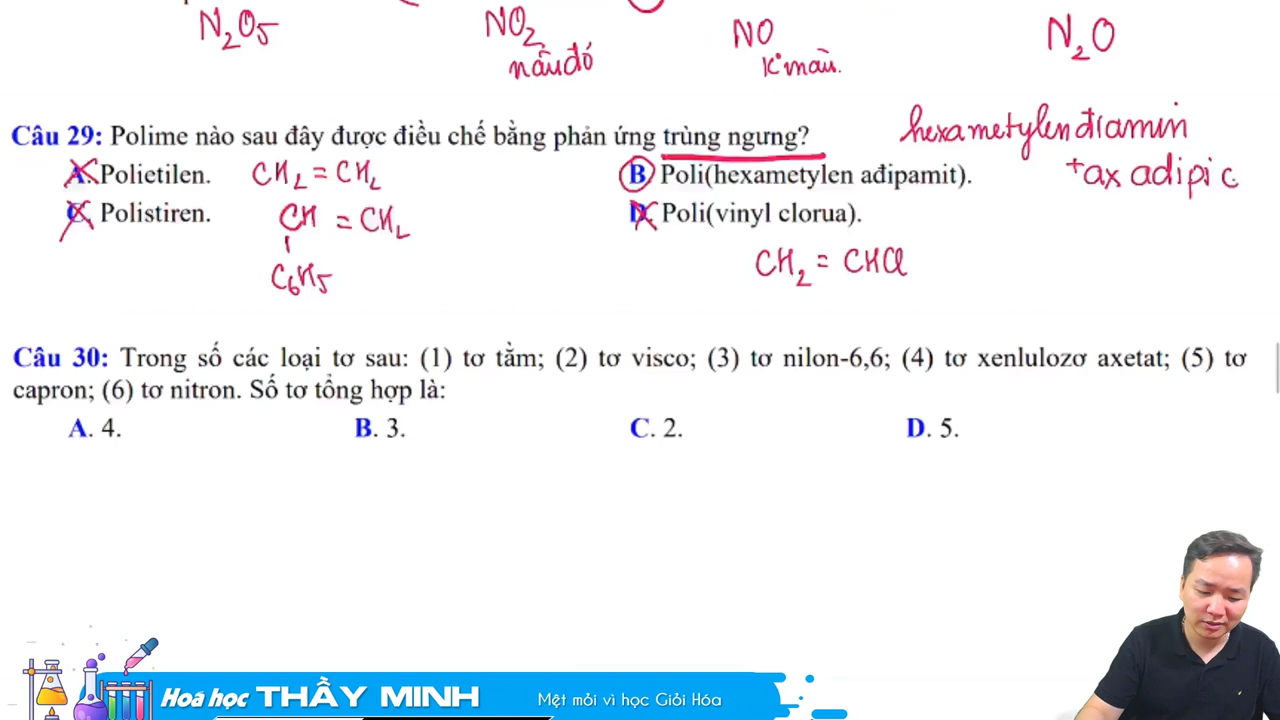 N2O5 NO2 NO N2O
nâu đỏ K° màu.
Câu 29: Polime nào sau đây được điều chế bằng phản ứng trùng ngưng?
hexametylen điamin
+ax adipic
A. Polietilen. CH2 = CH2 B. Poli(hexametylen ađipamit).
C. Polistiren. CH = CH2 D. Poli(vinyl clorua).
C6H5
CH2 = CHCl
Câu 30: Trong số các loại tơ sau: (1) tơ tằm; (2) tơ visco; (3) tơ nilon-6,6; (4) tơ xenlulozơ axetat; (5) tơ
capron; (6) tơ nitron. Số tơ tổng hợp là:
A. 4. B. 3. C. 2. D. 5.
Hoá học THẦY MINH Mệt mỏi vì học Giỏi Hóa